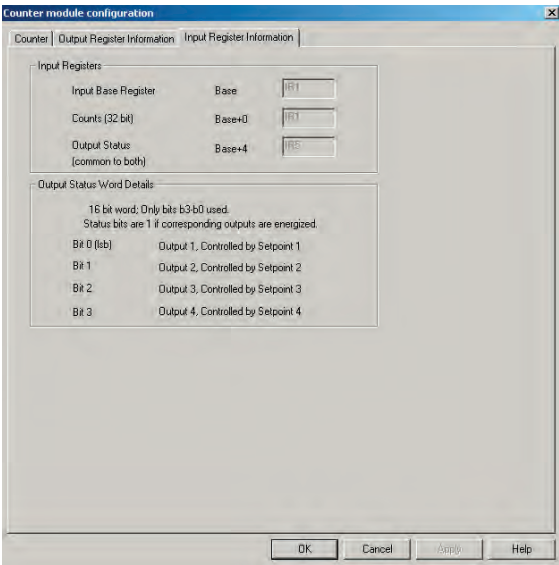 Counter module configuration
Counter Output Register Information Input Register Information
Input Registers
Input Base Register Base IR1
Counts (32 bit) Base+0 IR1
Output Status Base+4 IR5
(common to both)
Output Status Word Details
16 bit word; Only bits b3-b0 used.
Status bits are 1 if corresponding outputs are energized.
Bit 0 (lsb) Output 1, Controlled by Setpoint 1
Bit 1 Output 2, Controlled by Setpoint 2
Bit 2 Output 3, Controlled by Setpoint 3
Bit 3 Output 4, Controlled by Setpoint 4
OK Cancel Apply Help